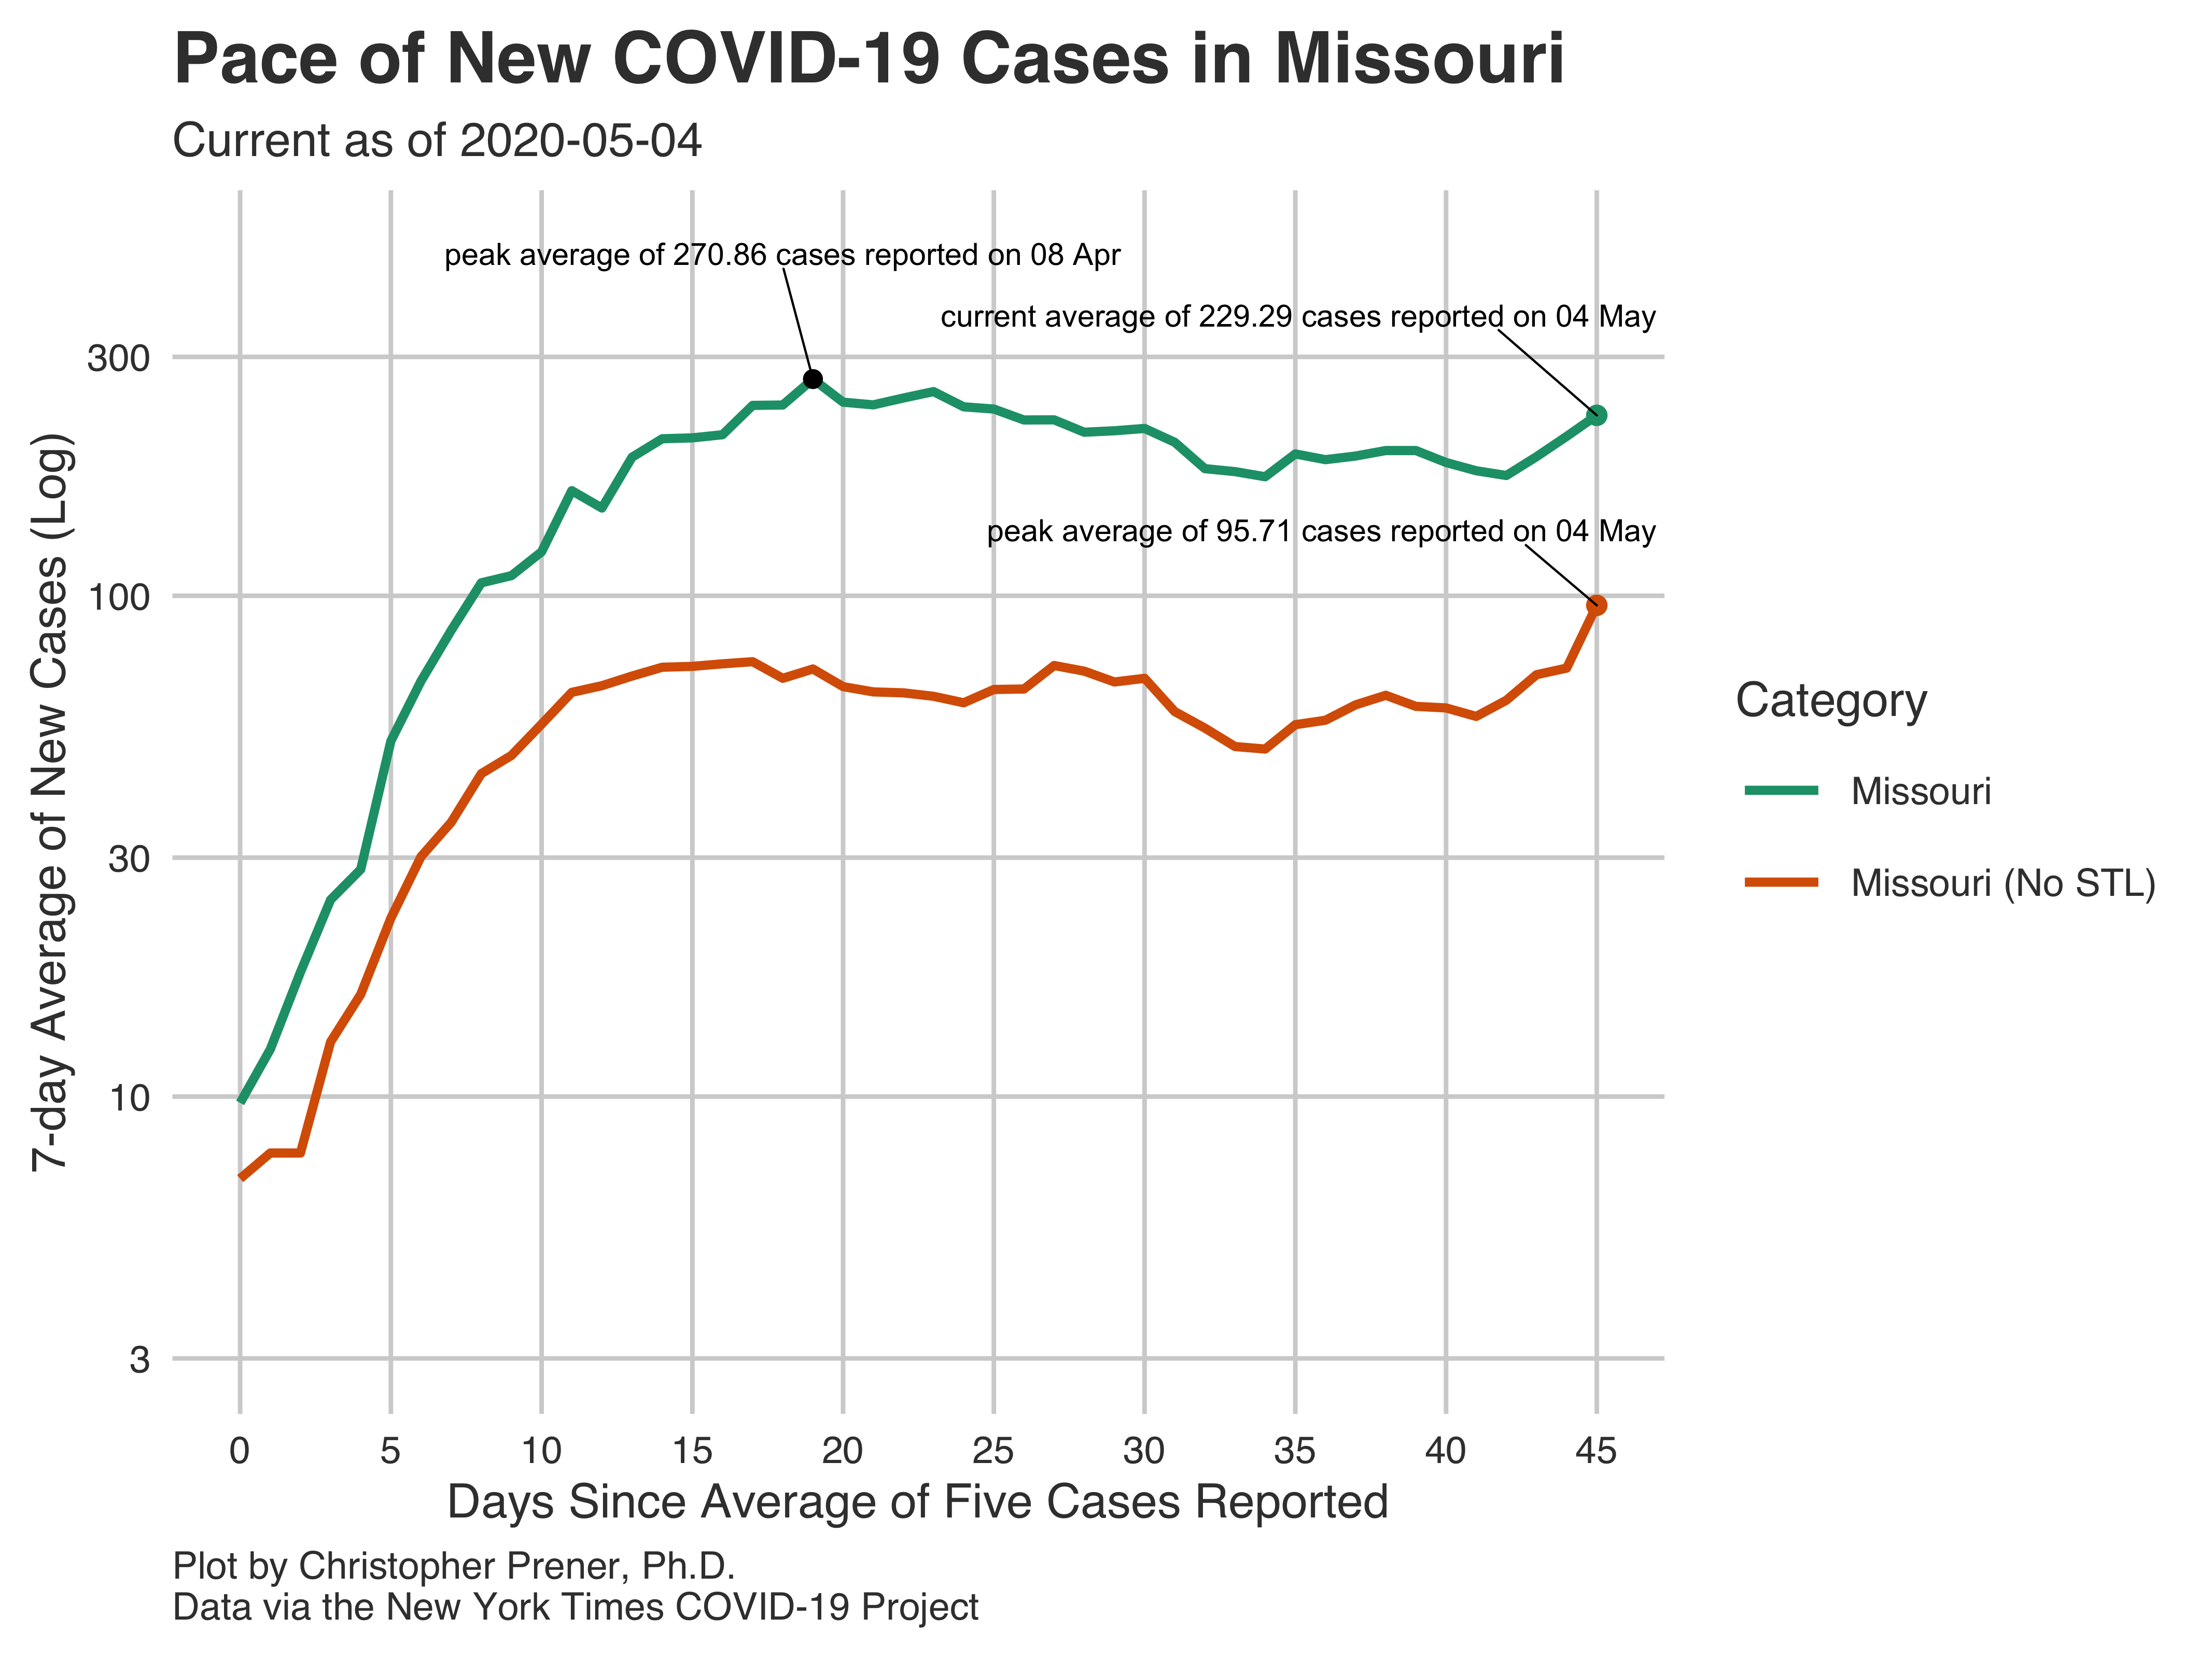 Pace of New COVID-19 Cases in Missouri
Current as of 2020-05-04
peak average of 270.86 cases reported on 08 Apr
current average of 229.29 cases reported on 04 May
peak average of 95.71 cases reported on 04 May
7-day Average of New Cases (Log)
300
100
30
10
3
0 5 10 15 20 25 30 35 40 45
Days Since Average of Five Cases Reported
Category
Missouri
Missouri (No STL)
Plot by Christopher Prener, Ph.D.
Data via the New York Times COVID-19 Project